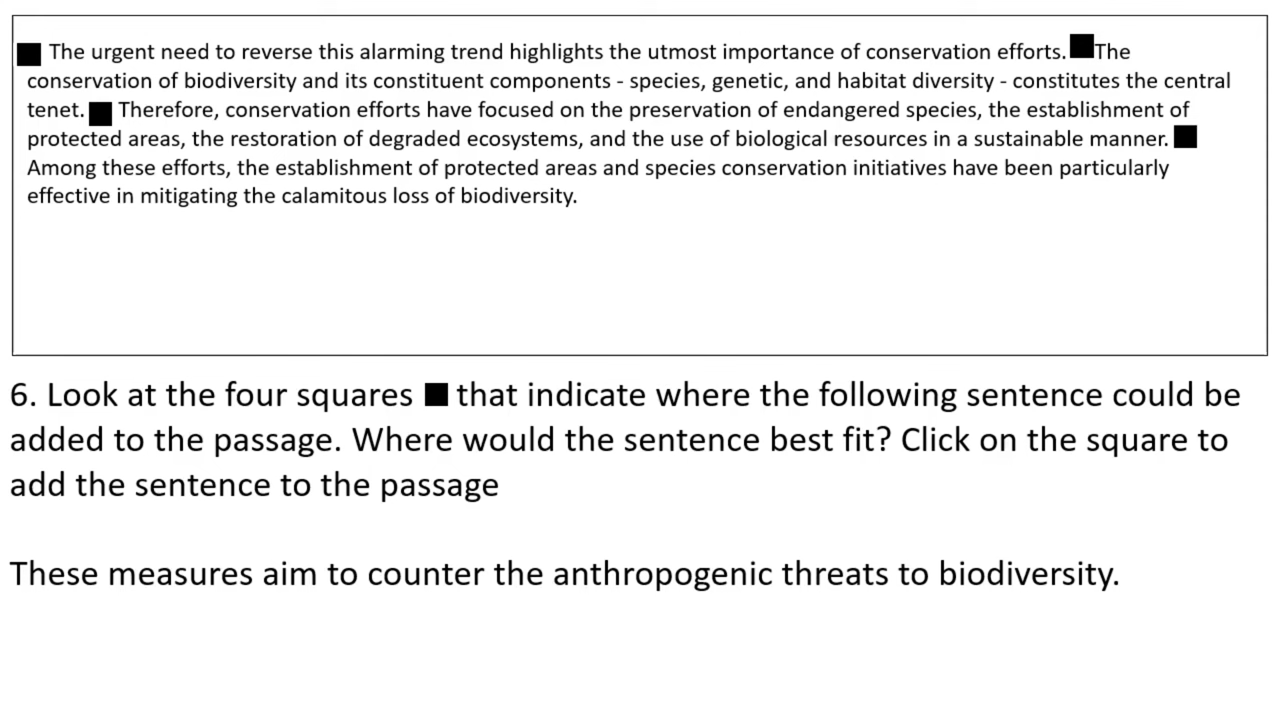 ■ The urgent need to reverse this alarming trend highlights the utmost importance of conservation efforts. ■The
conservation of biodiversity and its constituent components - species, genetic, and habitat diversity - constitutes the central
tenet. ■ Therefore, conservation efforts have focused on the preservation of endangered species, the establishment of
protected areas, the restoration of degraded ecosystems, and the use of biological resources in a sustainable manner. ■
Among these efforts, the establishment of protected areas and species conservation initiatives have been particularly
effective in mitigating the calamitous loss of biodiversity.
6. Look at the four squares ■ that indicate where the following sentence could be
added to the passage. Where would the sentence best fit? Click on the square to
add the sentence to the passage
These measures aim to counter the anthropogenic threats to biodiversity.